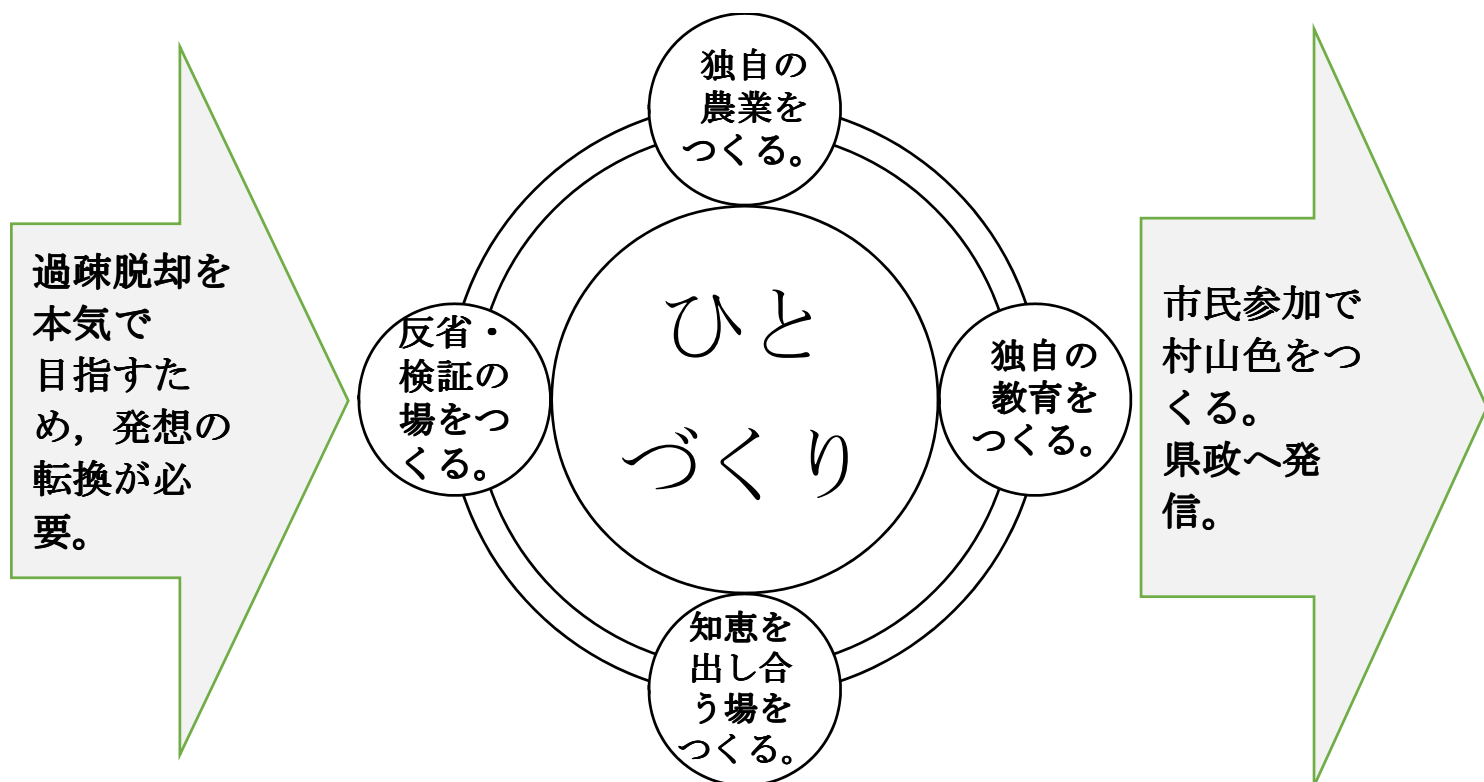 過疎脱却を
本気で
目指すた
め，発想の
転換が必
要。
独自の
農業を
つくる。
反省・
検証の
場をつ
くる。
ひと
づくり
独自の
教育を
つくる。
知恵を
出し合
う場を
つくる。
市民参加で
村山色をつ
くる。
県政へ発
信。